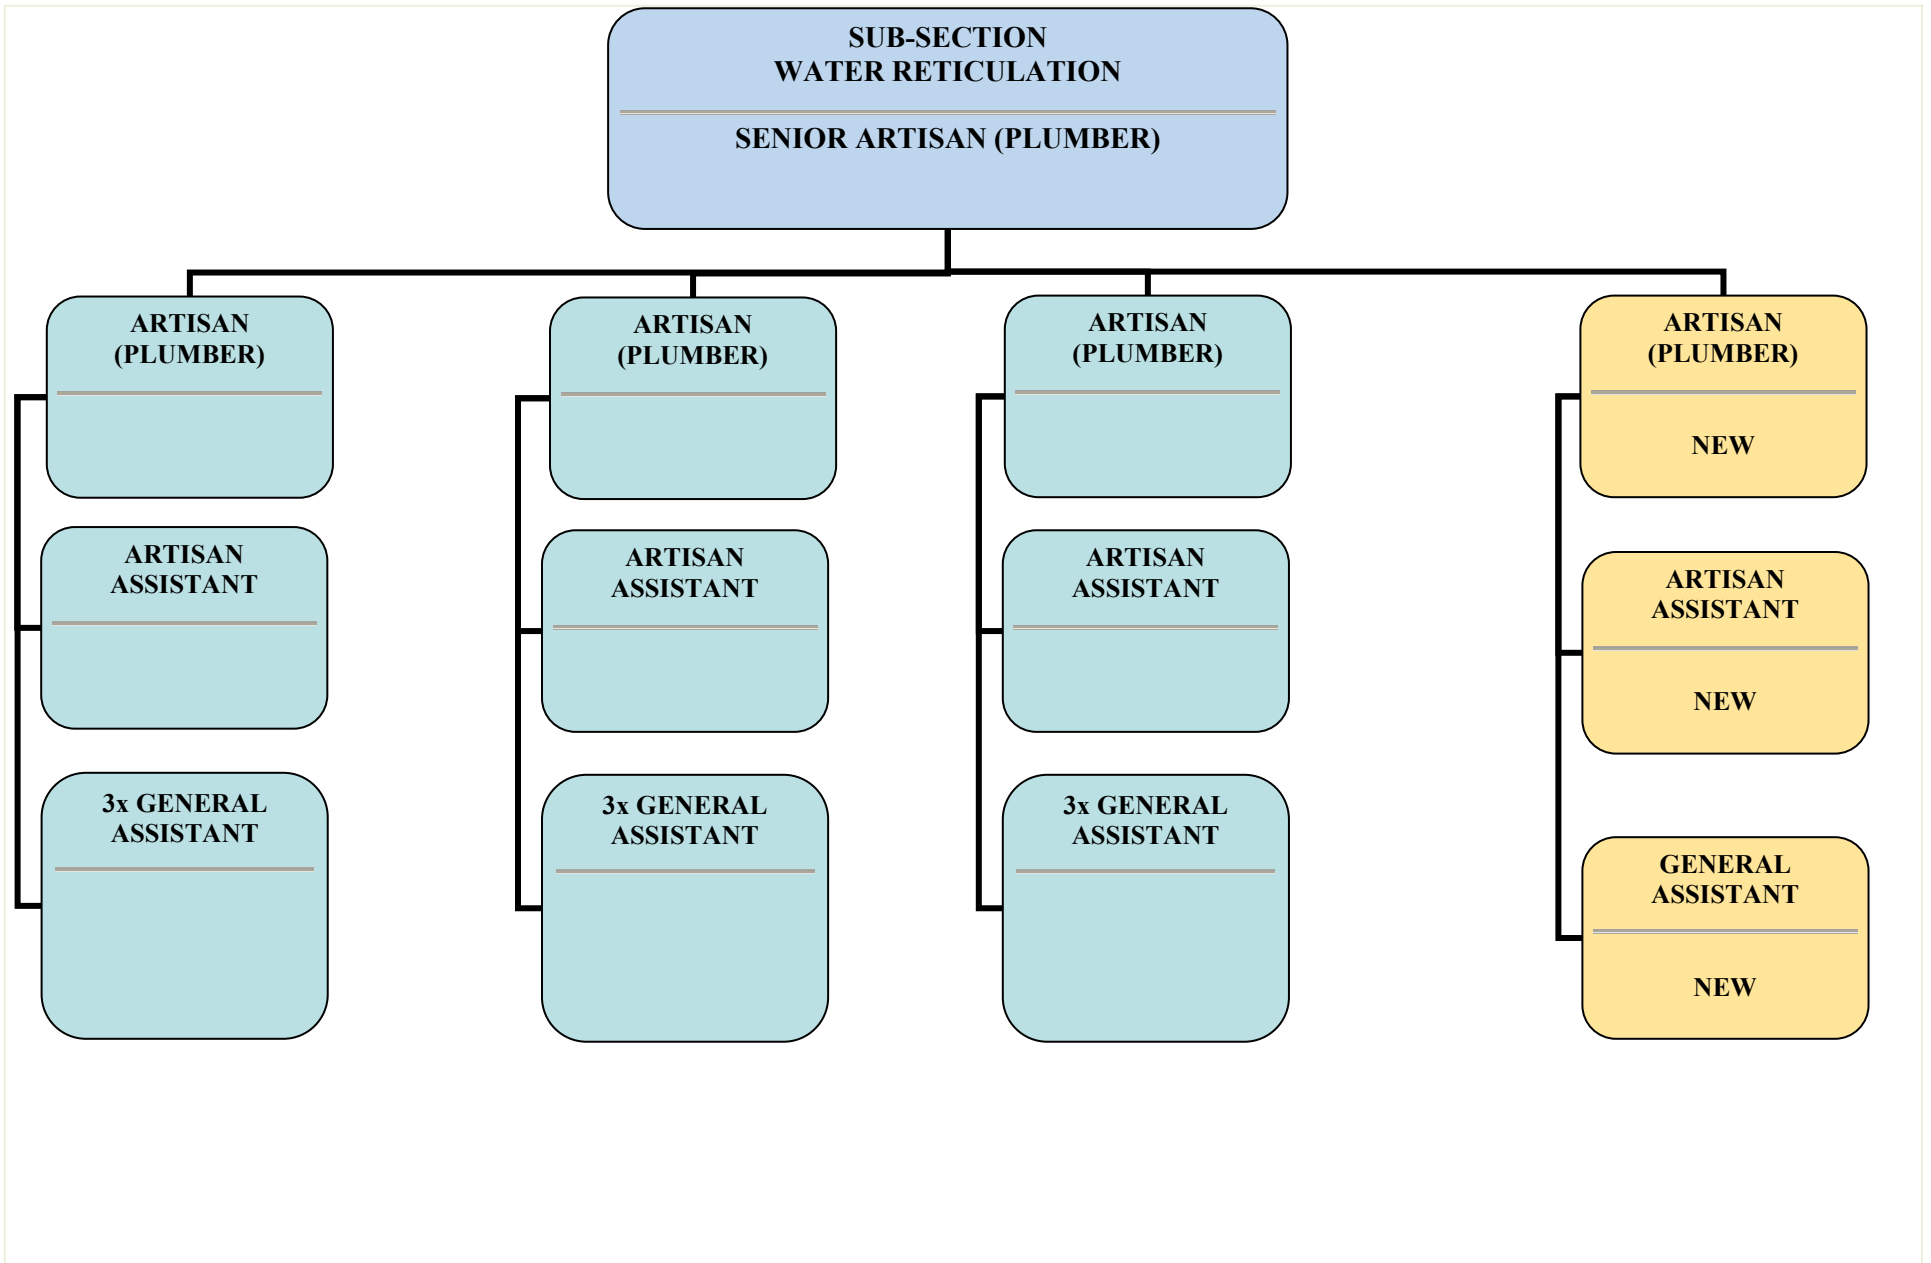 SUB-SECTION
WATER RETICULATION
SENIOR ARTISAN (PLUMBER)
ARTISAN
(PLUMBER)
ARTISAN
ASSISTANT
3x GENERAL
ASSISTANT
ARTISAN
(PLUMBER)
ARTISAN
ASSISTANT
3x GENERAL
ASSISTANT
ARTISAN
(PLUMBER)
ARTISAN
ASSISTANT
3x GENERAL
ASSISTANT
ARTISAN
(PLUMBER)
NEW
ARTISAN
ASSISTANT
NEW
GENERAL
ASSISTANT
NEW